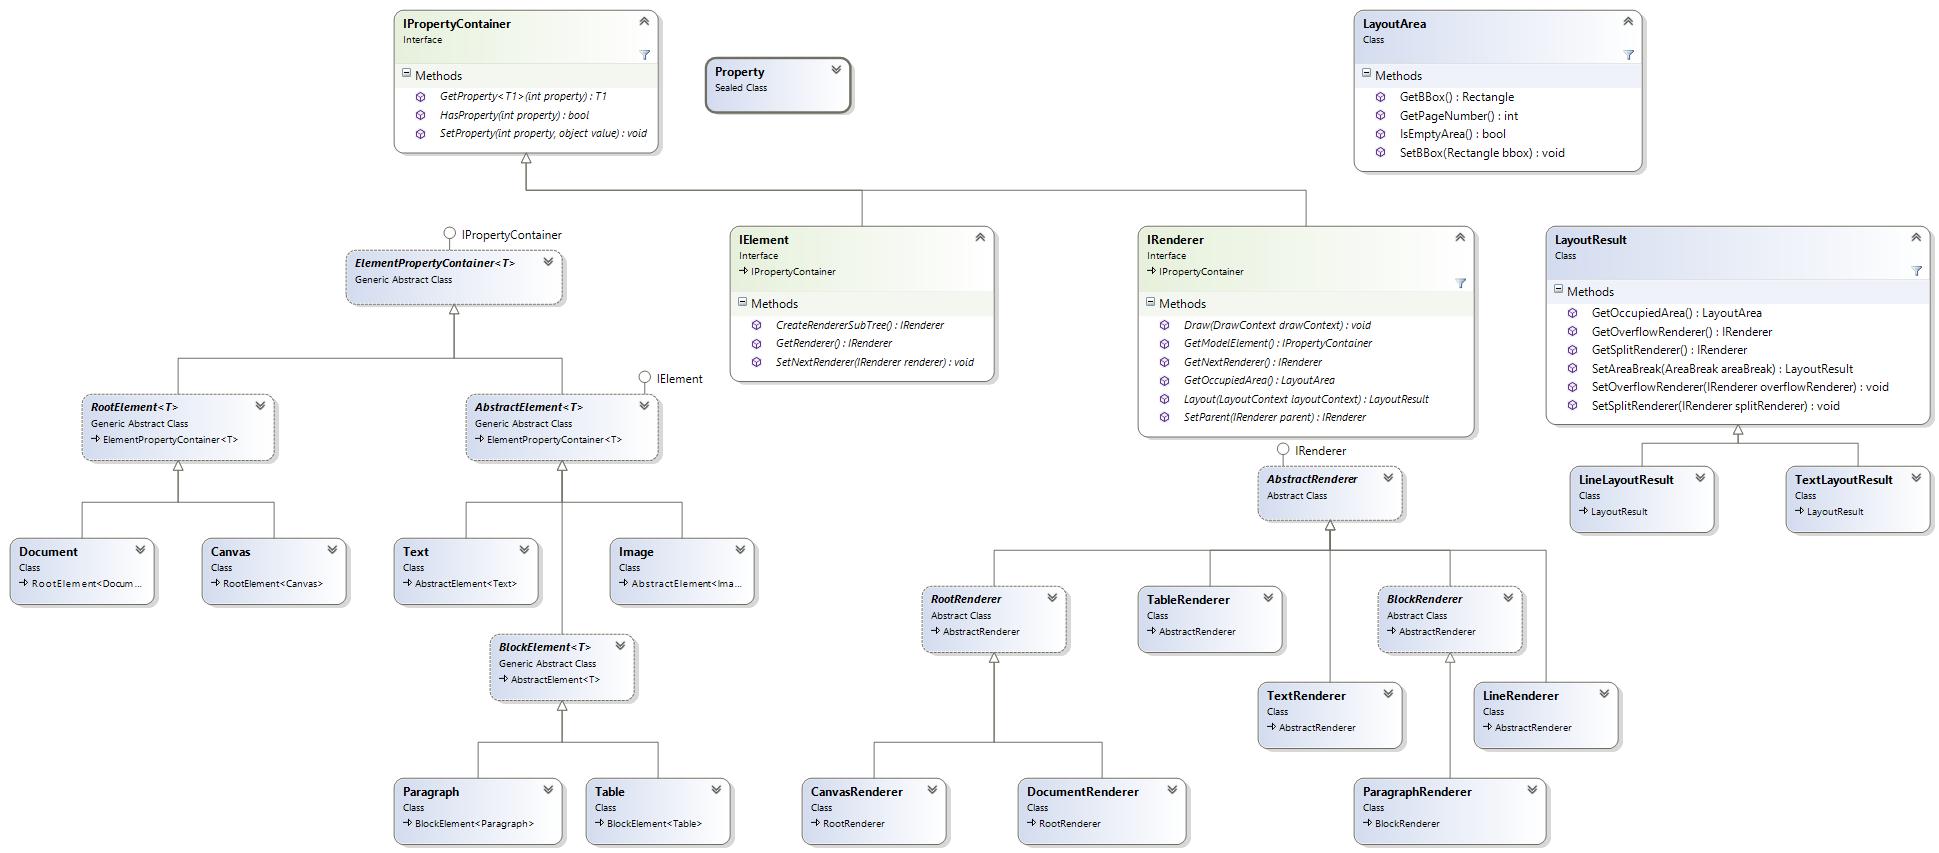 IPropertyContainer
Interface
Methods
GetProperty<T1>(int property) : T1
HasProperty(int property) : bool
SetProperty(int property, object value) : void
Property
Sealed Class
LayoutArea
Class
Methods
GetBBox() : Rectangle
GetPageNumber() : int
IsEmptyArea() : bool
SetBBox(Rectangle bbox) : void
IPropertyContainer
ElementPropertyContainer<T>
Generic Abstract Class
IElement
Interface
IPropertyContainer
Methods
CreateRendererSubTree() : IRenderer
GetRenderer() : IRenderer
SetNextRenderer(IRenderer renderer) : void
IRenderer
Interface
IPropertyContainer
Methods
Draw(DrawContext drawContext) : void
GetModelElement() : IPropertyContainer
GetNextRenderer() : IRenderer
GetOccupiedArea() : LayoutArea
Layout(LayoutContext layoutContext) : LayoutResult
SetParent(IRenderer parent) : IRenderer
LayoutResult
Class
Methods
GetOccupiedArea() : LayoutArea
GetOverflowRenderer() : IRenderer
GetSplitRenderer() : IRenderer
SetAreaBreak(AreaBreak areaBreak) : LayoutResult
SetOverflowRenderer(IRenderer overflowRenderer) : void
SetSplitRenderer(IRenderer splitRenderer) : void
RootElement<T>
Generic Abstract Class
ElementPropertyContainer<T>
IElement
AbstractElement<T>
Generic Abstract Class
ElementPropertyContainer<T>
IRenderer
AbstractRenderer
Abstract Class
LineLayoutResult
Class
LayoutResult
TextLayoutResult
Class
LayoutResult
Document
Class
RootElement<Docum...
Canvas
Class
RootElement<Canvas>
Text
Class
AbstractElement<Text>
Image
Class
AbstractElement<Ima...
RootRenderer
Abstract Class
AbstractRenderer
TableRenderer
Class
AbstractRenderer
BlockRenderer
Abstract Class
AbstractRenderer
BlockElement<T>
Generic Abstract Class
AbstractElement<T>
TextRenderer
Class
AbstractRenderer
LineRenderer
Class
AbstractRenderer
Paragraph
Class
BlockElement<Paragraph>
Table
Class
BlockElement<Table>
CanvasRenderer
Class
RootRenderer
DocumentRenderer
Class
RootRenderer
ParagraphRenderer
Class
BlockRenderer